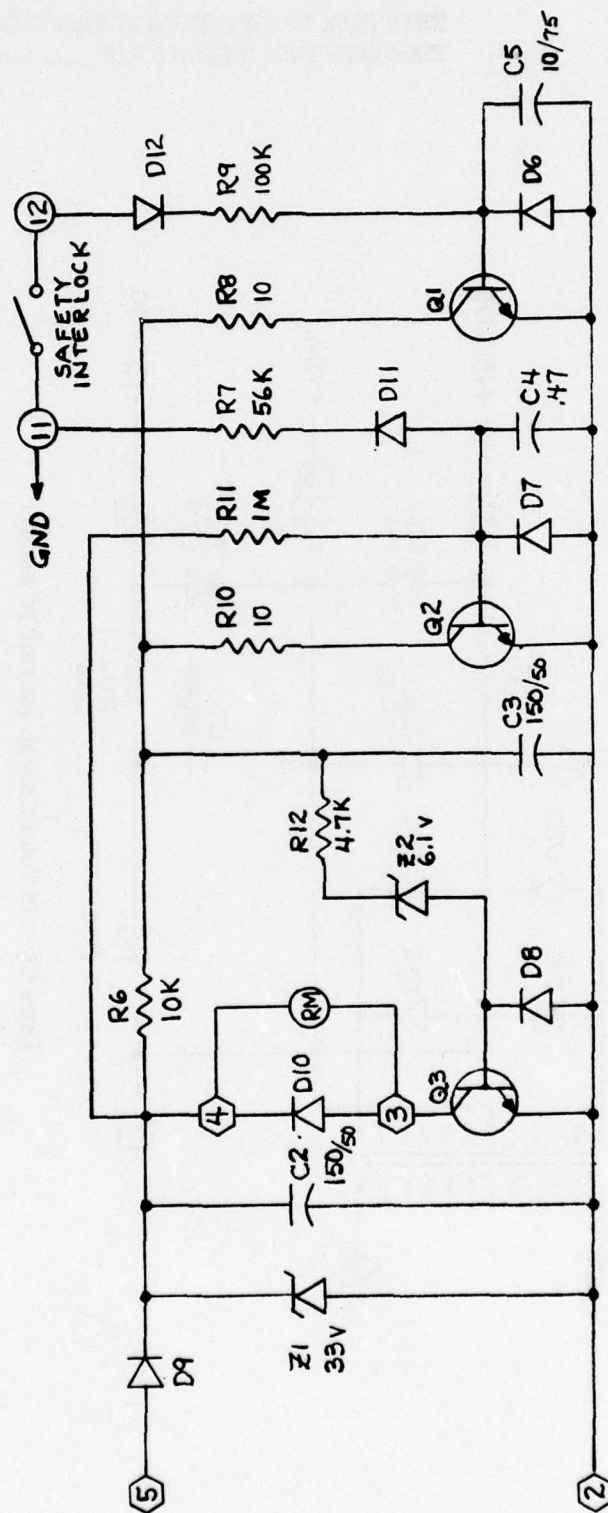 12
SAFETY
INTERLOCK
11
GND
D12
R9
100K
R8
10
R7
56K
R11
1M
R10
10
D11
C5
10/75
D6
Q1
C4
.47
D7
Q2
C3
150/50
R12
4.7K
Z2
6.1V
R6
10K
4
RM
D10
3
C2
150/50
D8
Q3
Z1
33V
D9
5
2